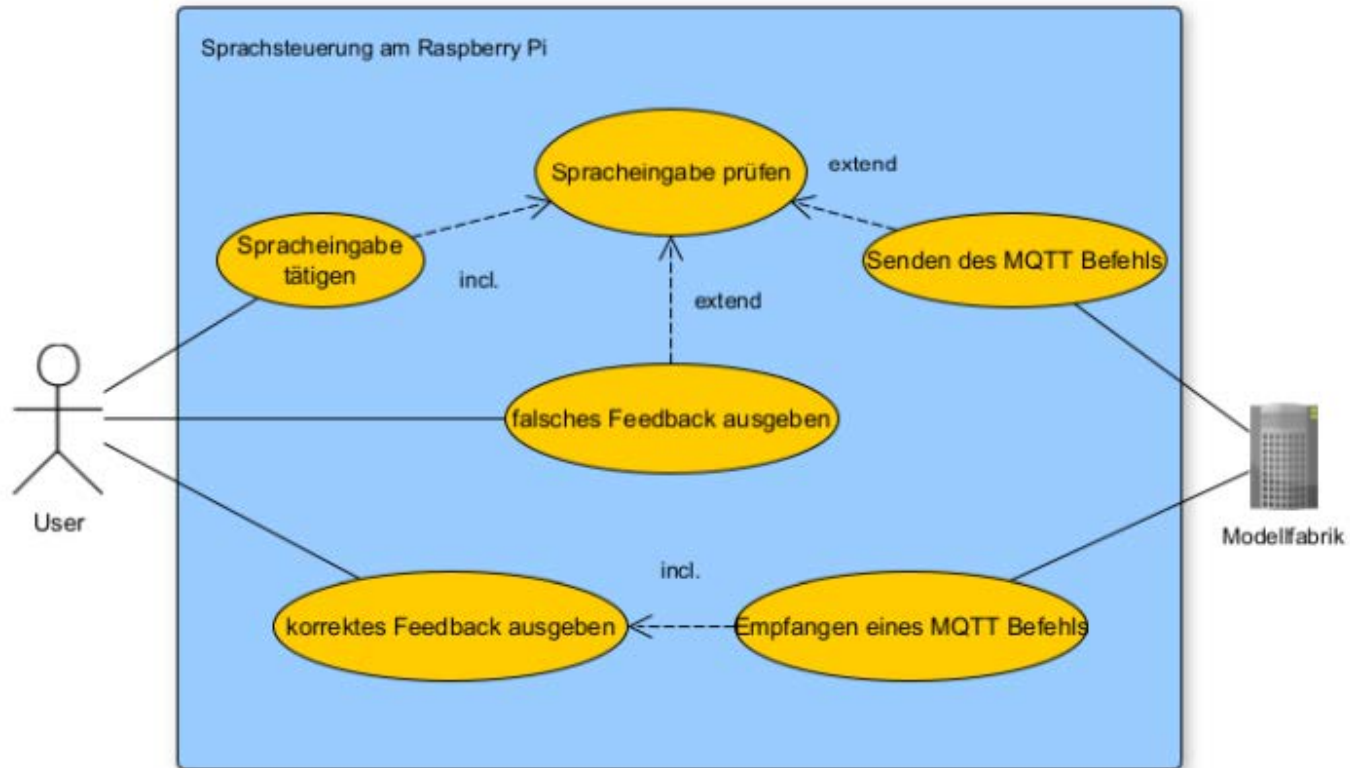 Sprachsteuerung am Raspberry Pi
Spracheingabe prüfen
extend
Spracheingabe
tätigen
incl.
Senden des MQTT Befehls
extend
falsches Feedback ausgeben
User
Modellfabrik
incl.
korrektes Feedback ausgeben
Empfangen eines MQTT Befehls